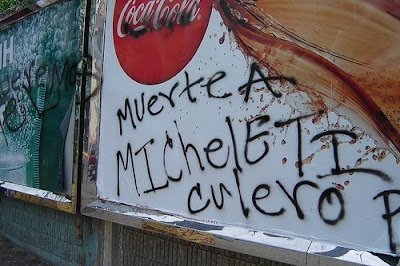 Coca-Cola
muerte A
MicheLETI
culero P